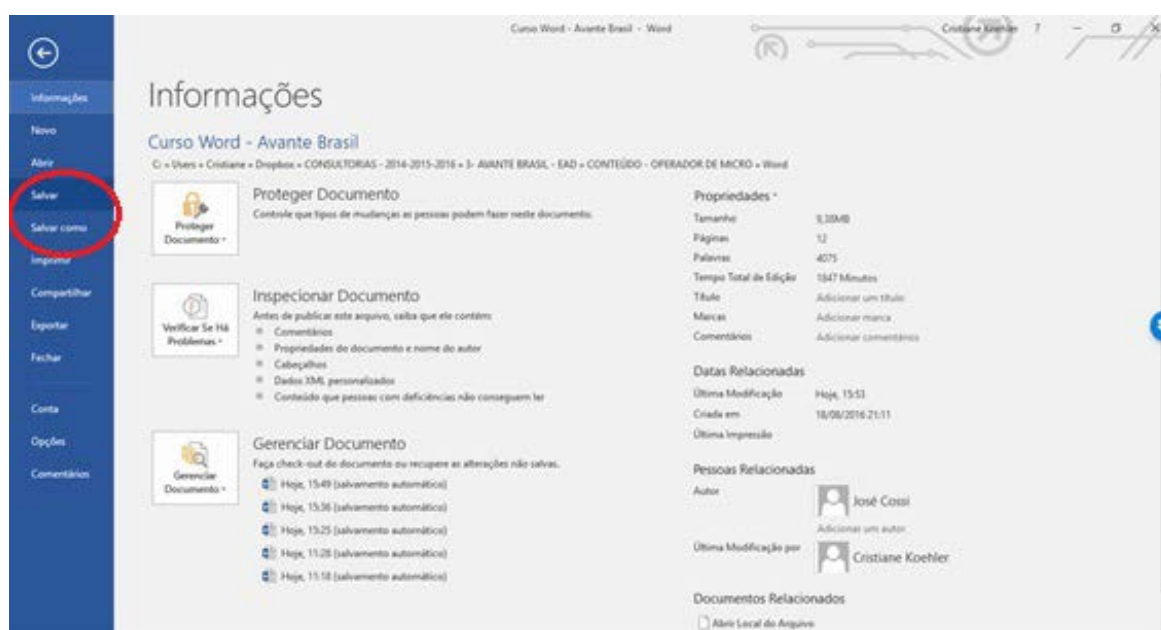 Curso Word - Avante Brasil - Word
Cristiane Koehler ?
Informações
Novo
Abrir
Salvar
Salvar como
Imprimir
Compartilhar
Exportar
Fechar
Conta
Opções
Comentários
Informações
Curso Word - Avante Brasil
C: » Users » Cristiane » Dropbox » CONSULTORIAS - 2014-2015-2016 » 3- AVANTE BRASIL - EAD » CONTEÚDO - OPERADOR DE MICRO » Word
Proteger Documento
Proteger Documento
Controle que tipos de mudanças as pessoas podem fazer neste documento.
Verificar Se Há Problemas
Inspecionar Documento
Antes de publicar este arquivo, saiba que ele contém:
Comentários
Propriedades do documento e nome do autor
Cabeçalhos
Dados XML personalizados
Conteúdo que pessoas com deficiências não conseguem ler
Gerenciar Documento
Gerenciar Documento
Faça check-out do documento ou recupere as alterações não salvas.
Hoje, 15:49 (salvamento automático)
Hoje, 15:36 (salvamento automático)
Hoje, 15:25 (salvamento automático)
Hoje, 11:28 (salvamento automático)
Hoje, 11:18 (salvamento automático)
Propriedades
Tamanho
Páginas 12
Palavras 4075
Tempo Total de Edição 1847 Minutos
Título Adicionar um título
Marcas Adicionar marca
Comentários Adicionar comentários
Datas Relacionadas
Última Modificação Hoje, 15:53
Criada em 18/08/2016 21:11
Última Impressão
Pessoas Relacionadas
Autor José Cossi
Adicionar um autor
Última Modificação por Cristiane Koehler
Documentos Relacionados
Abrir Local do Arquivo